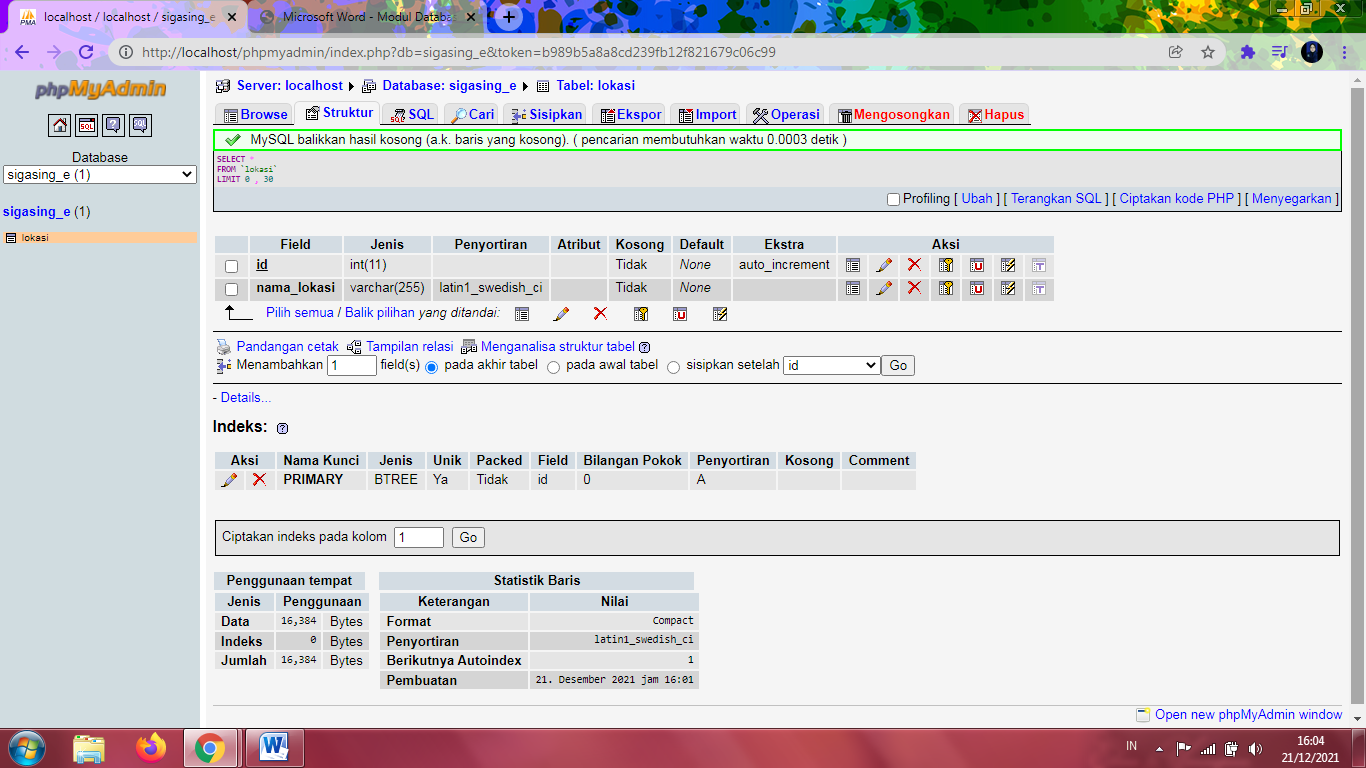 localhost / localhost / sigasing_e
Microsoft Word - Modul Databas
http://localhost/phpmyadmin/index.php?db=sigasing_e&token=b989b5a8a8cd239fb12f821679c06c99
phpMyAdmin
Database
sigasing_e (1)
sigasing_e (1)
lokasi
Server: localhost Database: sigasing_e Tabel: lokasi
Browse Struktur SQL Cari Sisipkan Ekspor Import Operasi Mengosongkan Hapus
MySQL balikkan hasil kosong (a.k. baris yang kosong). ( pencarian membutuhkan waktu 0.0003 detik )
SELECT *
FROM `lokasi`
LIMIT 0 , 30
Profiling [ Ubah ] [ Terangkan SQL ] [ Ciptakan kode PHP ] [ Menyegarkan ]
Field Jenis Penyortiran Atribut Kosong Default Ekstra Aksi
id int(11) Tidak None auto_increment
nama_lokasi varchar(255) latin1_swedish_ci Tidak None
Pilih semua / Balik pilihan yang ditandai:
Pandangan cetak Tampilan relasi Menganalisa struktur tabel
Menambahkan 1 field(s) pada akhir tabel pada awal tabel sisipkan setelah id Go
- Details...
Indeks:
Aksi Nama Kunci Jenis Unik Packed Field Bilangan Pokok Penyortiran Kosong Comment
PRIMARY BTREE Ya Tidak id 0 A
Ciptakan indeks pada kolom 1 Go
Penggunaan tempat
Jenis Penggunaan
Data 16,384 Bytes
Indeks 0 Bytes
Jumlah 16,384 Bytes
Statistik Baris
Keterangan Nilai
Format Compact
Penyortiran latin1_swedish_ci
Berikutnya Autoindex 1
Pembuatan 21. Desember 2021 jam 16:01
Open new phpMyAdmin window
IN
16:04
21/12/2021